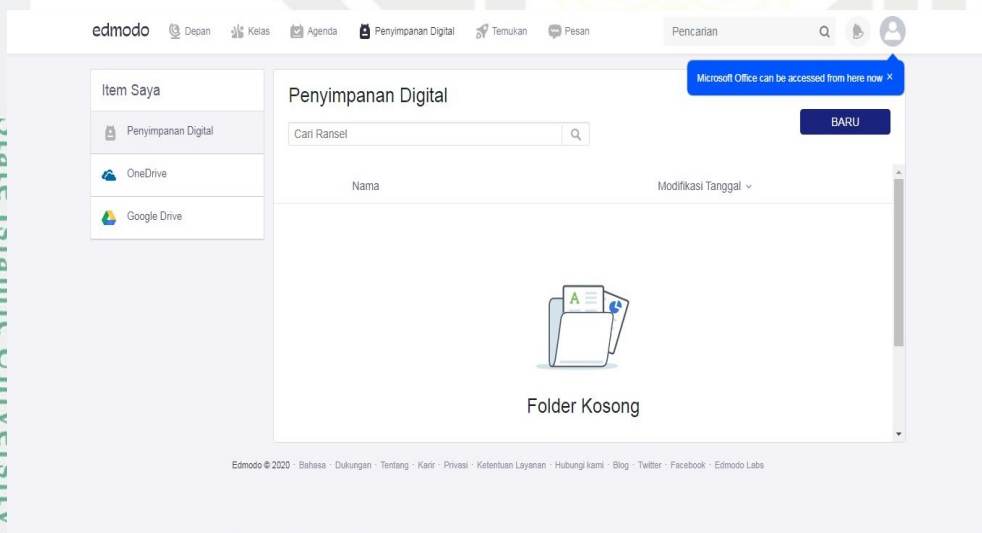 edmodo Depan Kelas Agenda Penyimpanan Digital Temukan Pesan Pencarian
Microsoft Office can be accessed from here now ×
Item Saya
Penyimpanan Digital
OneDrive
Google Drive
Penyimpanan Digital
BARU
Cari Ransel
Nama Modifikasi Tanggal
A
Folder Kosong
Edmodo © 2020 · Bahasa · Dukungan · Tentang · Karir · Privasi · Ketentuan Layanan · Hubungi kami · Blog · Twitter · Facebook · Edmodo Labs